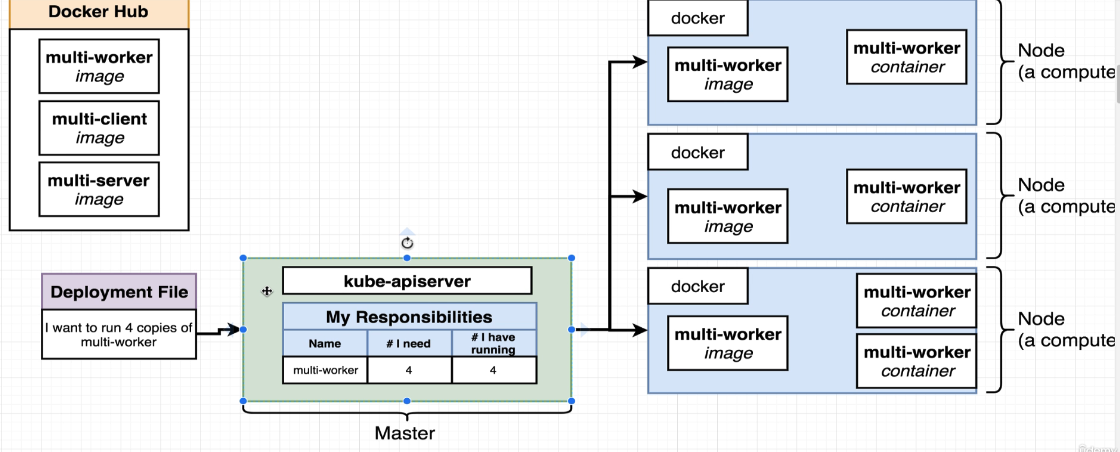 Docker Hub
multi-worker
image
multi-client
image
multi-server
image
Deployment File
I want to run 4 copies of
multi-worker
kube-apiserver
My Responsibilities
Name
# I need
# I have
running
multi-worker
4
4
Master
docker
multi-worker
image
multi-worker
container
Node
(a compute
docker
multi-worker
image
multi-worker
container
Node
(a compute
docker
multi-worker
image
multi-worker
container
multi-worker
container
Node
(a compute